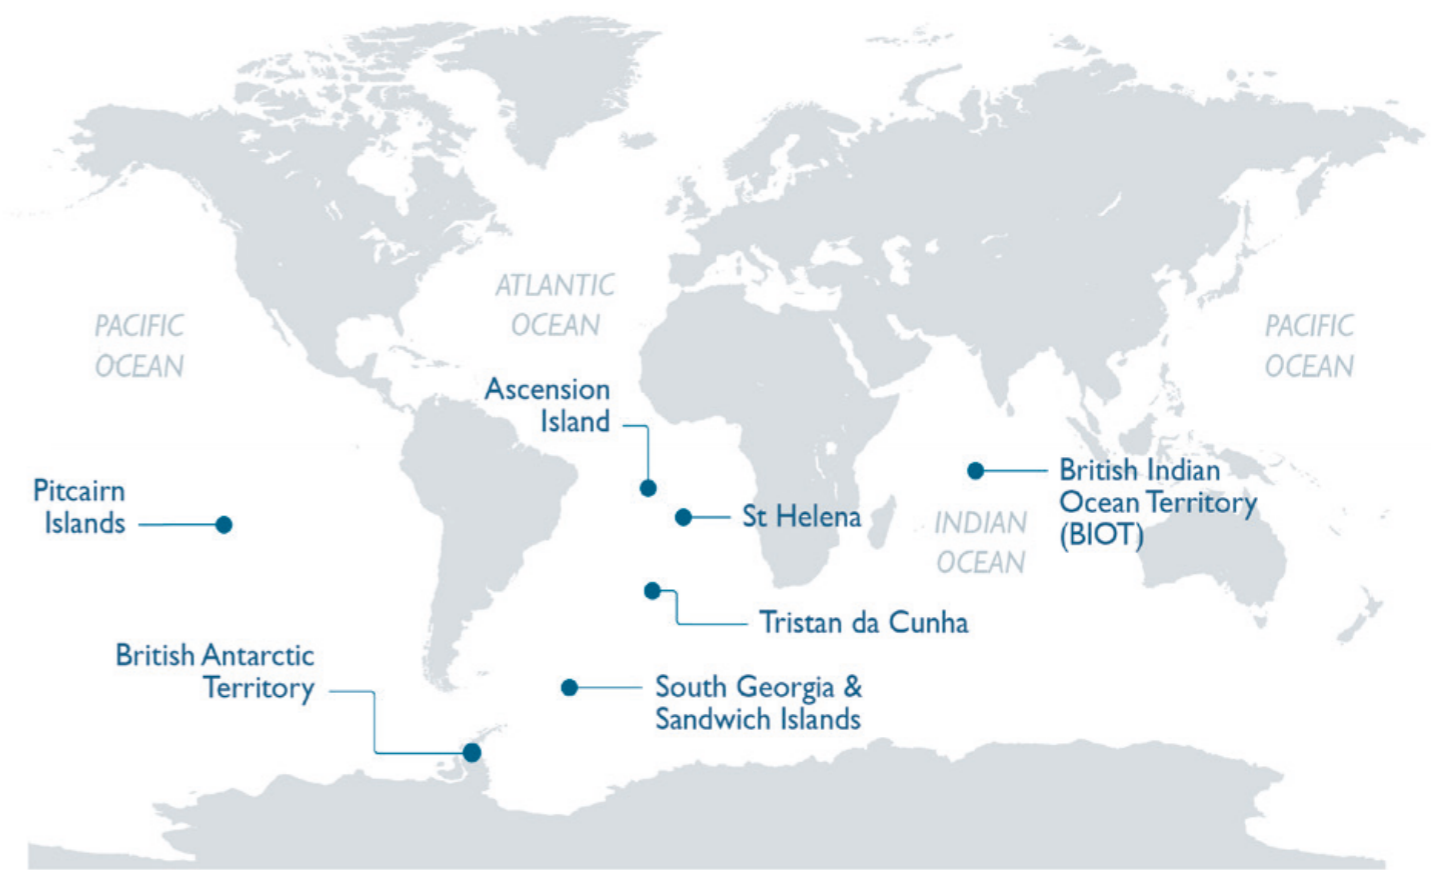 ATLANTIC
OCEAN
PACIFIC
OCEAN
PACIFIC
OCEAN
Ascension
Island
Pitcairn
Islands
St Helena
British Indian
Ocean Territory
(BIOT)
INDIAN
OCEAN
Tristan da Cunha
British Antarctic
Territory
South Georgia &
Sandwich Islands